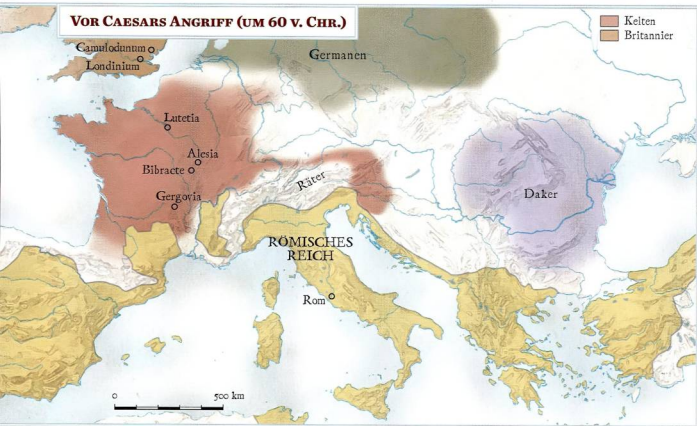 VOR CAESARS ANGRIFF (UM 60 V. CHR.)
Kelten
Britannier
Camulodunum
Londinium
Germanen
Lutetia
Alesia
Bibracte
Räter
Gergovia
Daker
RÖMISCHES
REICH
Rom
0 500 km